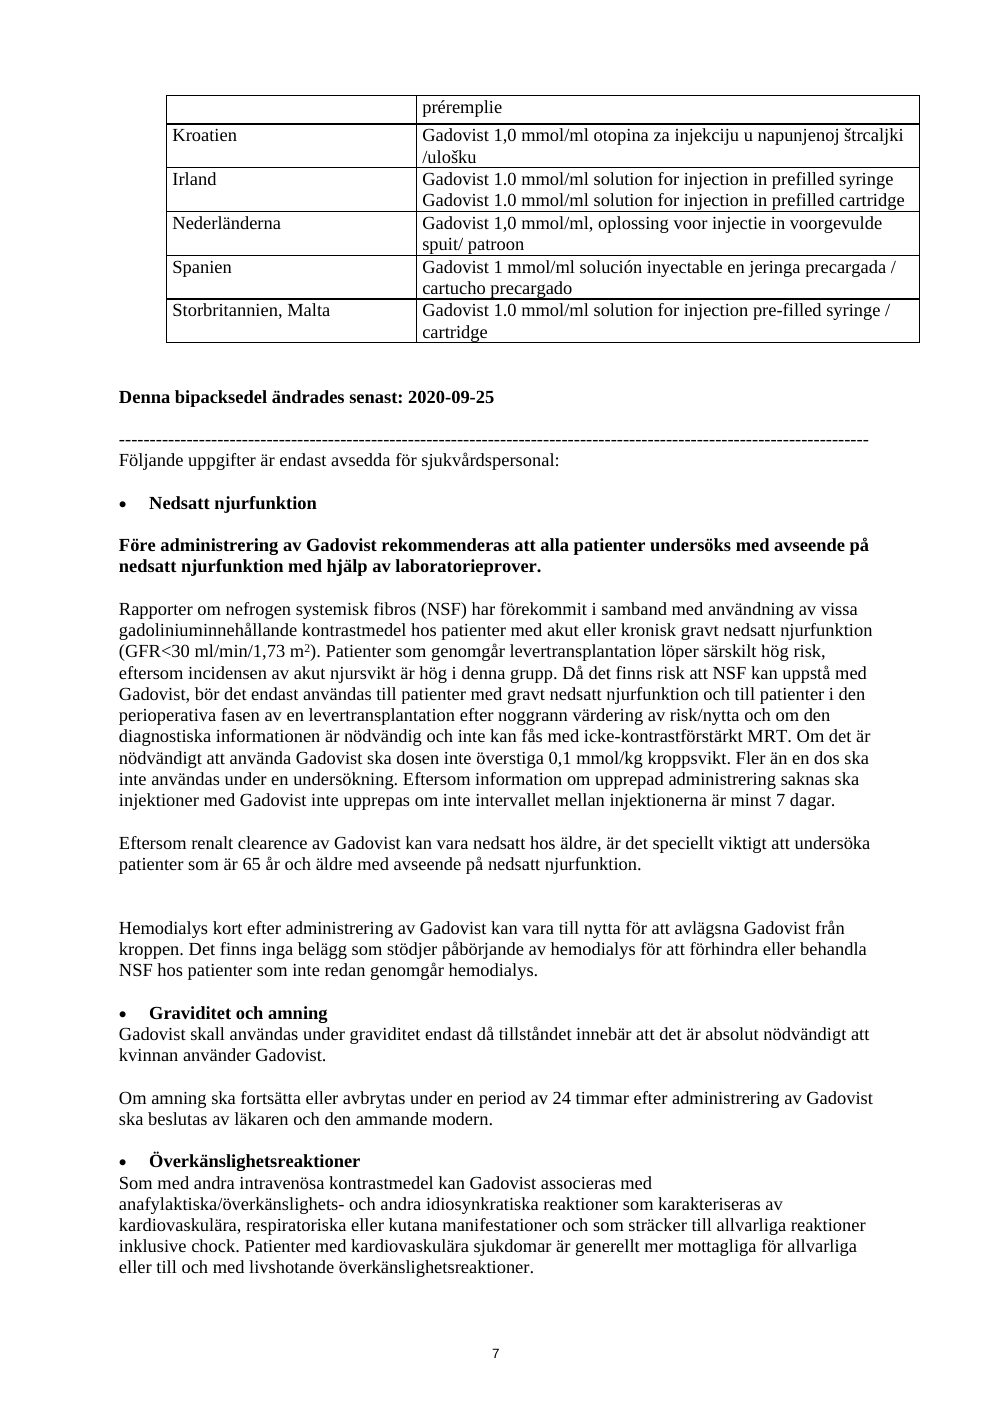 préremplie
Kroatien
Gadovist 1,0 mmol/ml otopina za injekciju u napunjenoj štrcaljki
/ulošku
Irland
Gadovist 1.0 mmol/ml solution for injection in prefilled syringe
Gadovist 1.0 mmol/ml solution for injection in prefilled cartridge
Nederländerna
Gadovist 1,0 mmol/ml, oplossing voor injectie in voorgevulde
spuit/ patroon
Spanien
Gadovist 1 mmol/ml solución inyectable en jeringa precargada /
cartucho precargado
Storbritannien, Malta
Gadovist 1.0 mmol/ml solution for injection pre-filled syringe /
cartridge
Denna bipacksedel ändrades senast: 2020-09-25
---------------------------------------------------------------------------------------------------------------------------
Följande uppgifter är endast avsedda för sjukvårdspersonal:
• Nedsatt njurfunktion
Före administrering av Gadovist rekommenderas att alla patienter undersöks med avseende på
nedsatt njurfunktion med hjälp av laboratorieprover.
Rapporter om nefrogen systemisk fibros (NSF) har förekommit i samband med användning av vissa
gadoliniuminnehållande kontrastmedel hos patienter med akut eller kronisk gravt nedsatt njurfunktion
(GFR<30 ml/min/1,73 m²). Patienter som genomgår levertransplantation löper särskilt hög risk,
eftersom incidensen av akut njursvikt är hög i denna grupp. Då det finns risk att NSF kan uppstå med
Gadovist, bör det endast användas till patienter med gravt nedsatt njurfunktion och till patienter i den
perioperativa fasen av en levertransplantation efter noggrann värdering av risk/nytta och om den
diagnostiska informationen är nödvändig och inte kan fås med icke-kontrastförstärkt MRT. Om det är
nödvändigt att använda Gadovist ska dosen inte överstiga 0,1 mmol/kg kroppsvikt. Fler än en dos ska
inte användas under en undersökning. Eftersom information om upprepad administrering saknas ska
injektioner med Gadovist inte upprepas om inte intervallet mellan injektionerna är minst 7 dagar.
Eftersom renalt clearence av Gadovist kan vara nedsatt hos äldre, är det speciellt viktigt att undersöka
patienter som är 65 år och äldre med avseende på nedsatt njurfunktion.
Hemodialys kort efter administrering av Gadovist kan vara till nytta för att avlägsna Gadovist från
kroppen. Det finns inga belägg som stödjer påbörjande av hemodialys för att förhindra eller behandla
NSF hos patienter som inte redan genomgår hemodialys.
• Graviditet och amning
Gadovist skall användas under graviditet endast då tillståndet innebär att det är absolut nödvändigt att
kvinnan använder Gadovist.
Om amning ska fortsätta eller avbrytas under en period av 24 timmar efter administrering av Gadovist
ska beslutas av läkaren och den ammande modern.
• Överkänslighetsreaktioner
Som med andra intravenösa kontrastmedel kan Gadovist associeras med
anafylaktiska/överkänslighets- och andra idiosynkratiska reaktioner som karakteriseras av
kardiovaskulära, respiratoriska eller kutana manifestationer och som sträcker till allvarliga reaktioner
inklusive chock. Patienter med kardiovaskulära sjukdomar är generellt mer mottagliga för allvarliga
eller till och med livshotande överkänslighetsreaktioner.
7